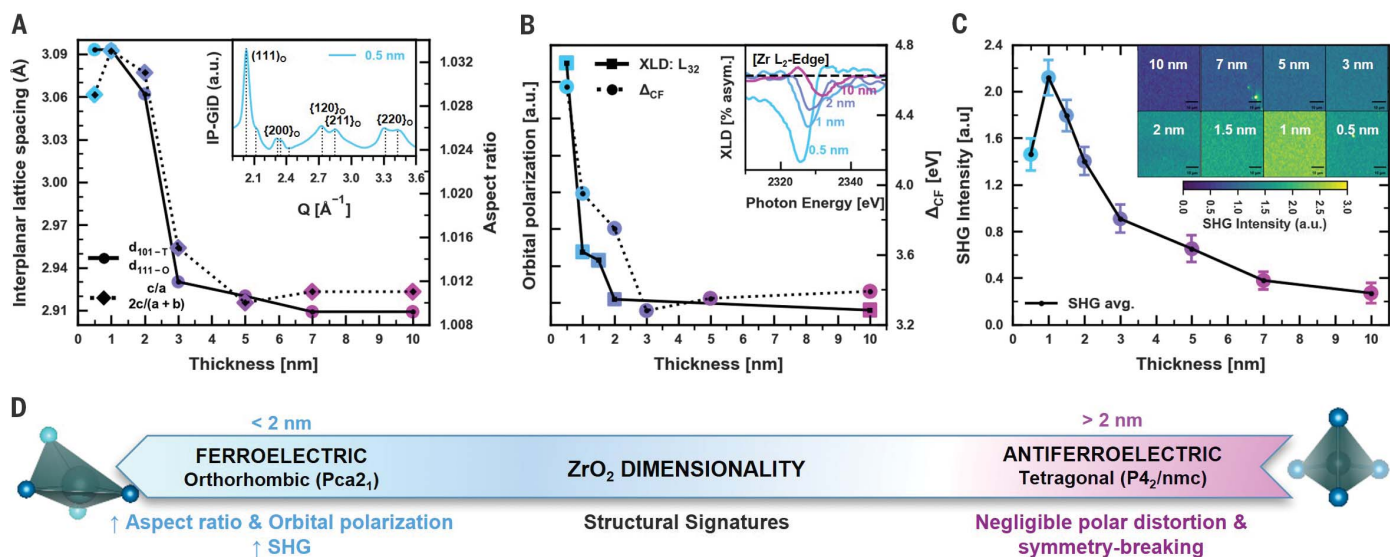 A
Interplanar lattice spacing (Å)
3.09
3.06
3.03
3.00
2.97
2.94
2.91
0 1 2 3 4 5 6 7 8 9 10
Thickness [nm]
1.032
1.028
1.024
1.020
1.016
1.012
1.008
Aspect ratio
d101-T
d111-O
c/a
2c/(a + b)
IP-GiD (a.u.)
0.5 nm
(111)O
{200}O
{120}O
{211}O
{220}O
2.1 2.4 2.7 3.0 3.3 3.6
Q [Å-1]
B
Orbital polarization [a.u.]
XLD: L32
ΔCF
0 1 2 3 4 5 6 7 8 9 10
Thickness [nm]
4.8
4.4
4.0
3.6
3.2
ΔCF [eV]
XLD [% asym.]
[Zr L2-Edge]
10 nm
2 nm
1 nm
0.5 nm
2310 2330 2350
Photon Energy [eV]
C
SHG Intensity [a.u]
2.4
2.0
1.6
1.2
0.8
0.4
0.0
0 1 2 3 4 5 6 7 8 9 10
Thickness [nm]
SHG avg.
10 nm 7 nm 5 nm 3 nm
2 nm 1.5 nm 1 nm 0.5 nm
0.0 0.5 1.0 1.5 2.0 2.5 3.0
SHG Intensity (a.u.)
D
< 2 nm
> 2 nm
FERROELECTRIC
Orthorhombic (Pca21)
ZrO2 DIMENSIONALITY
ANTIFERROELECTRIC
Tetragonal (P42/nmc)
↑ Aspect ratio & Orbital polarization
↑ SHG
Structural Signatures
Negligible polar distortion &
symmetry-breaking